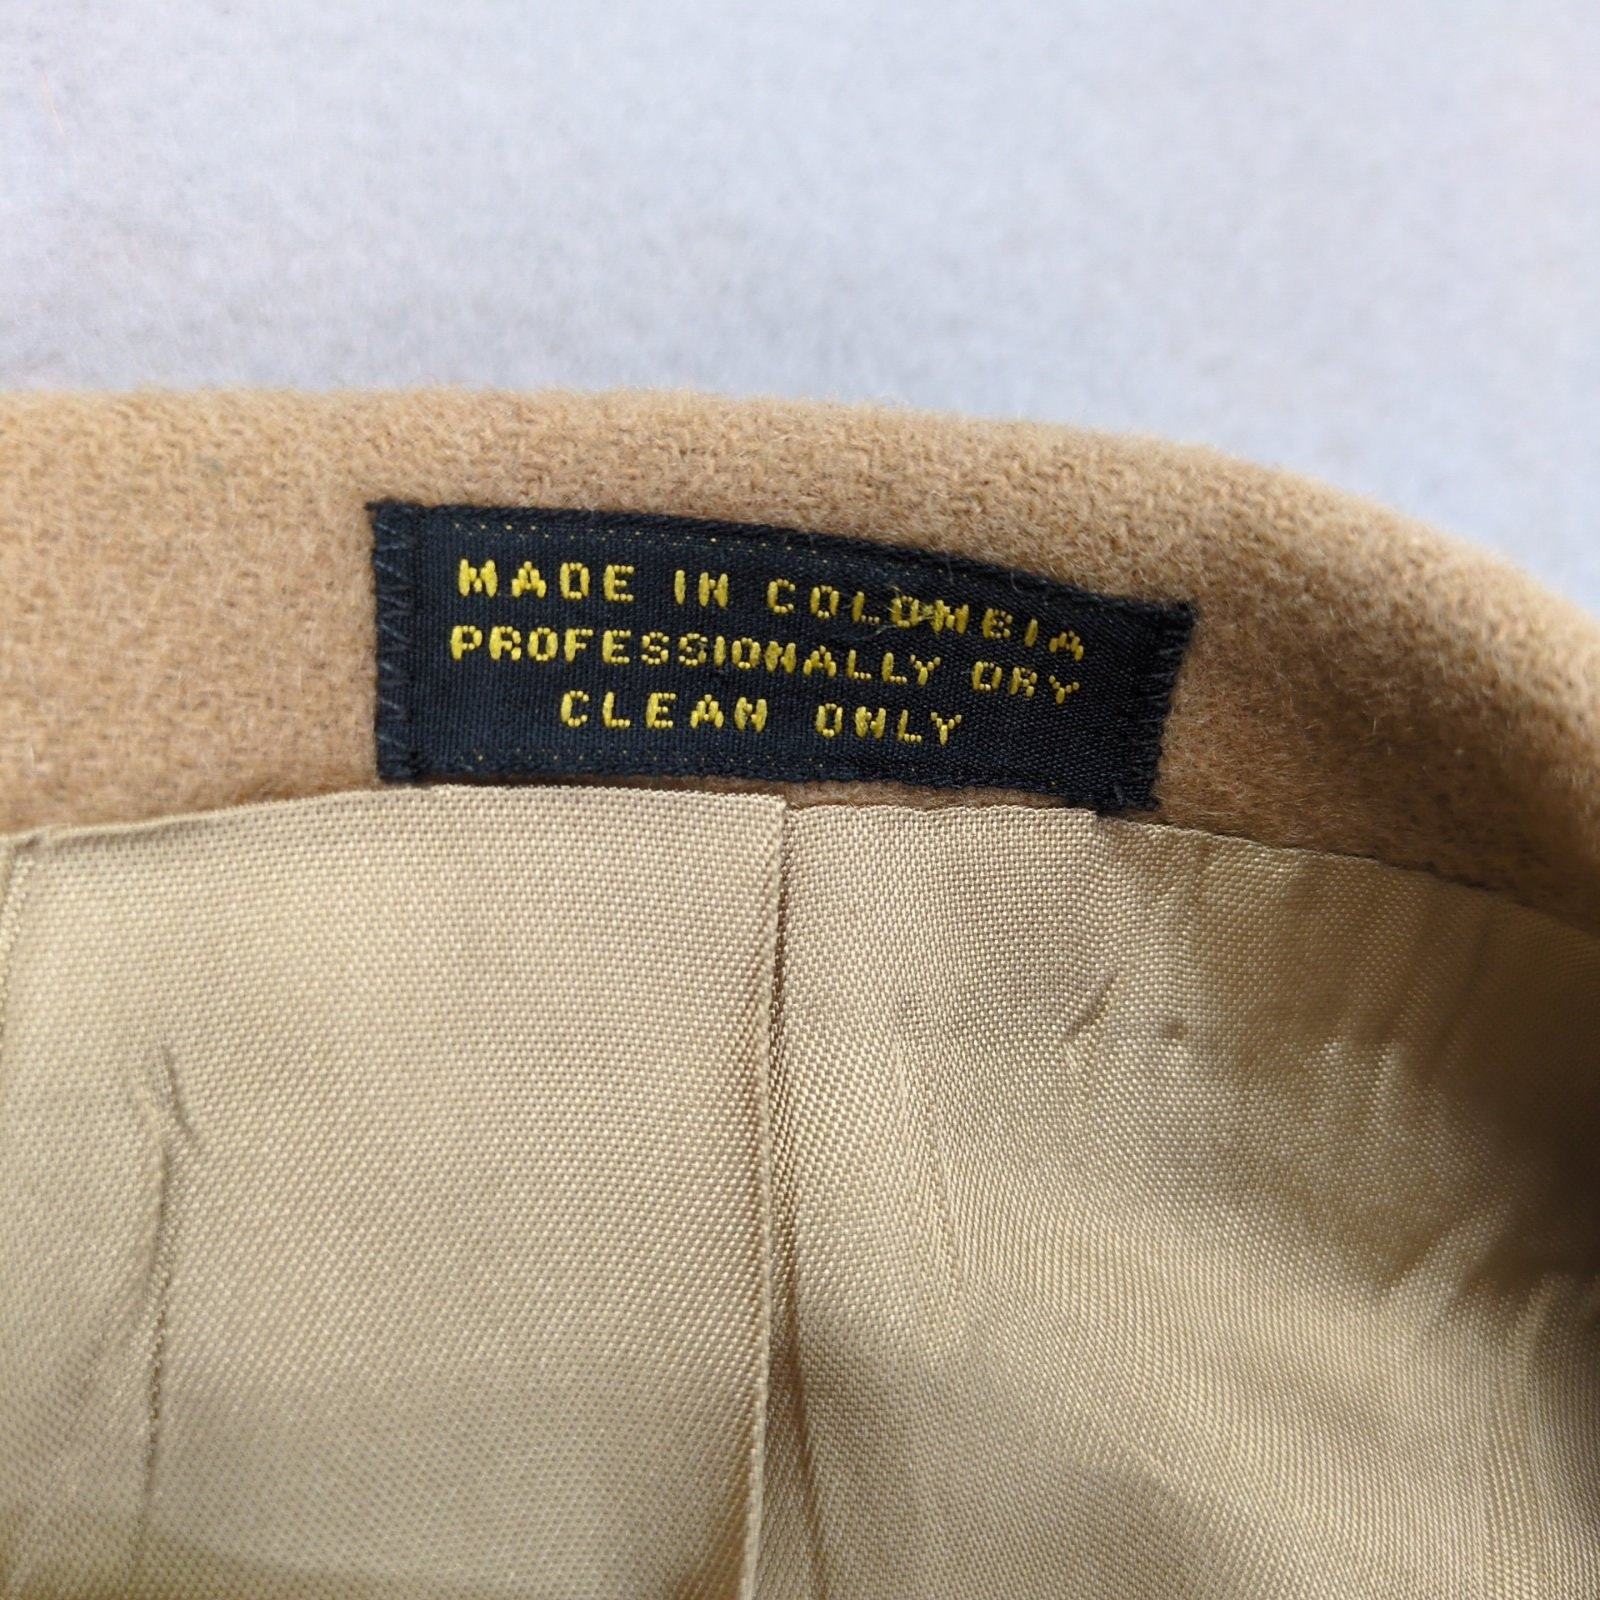 MADE IN COLOMBIA
PROFESSIONALLY DRY
CLEAN ONLY